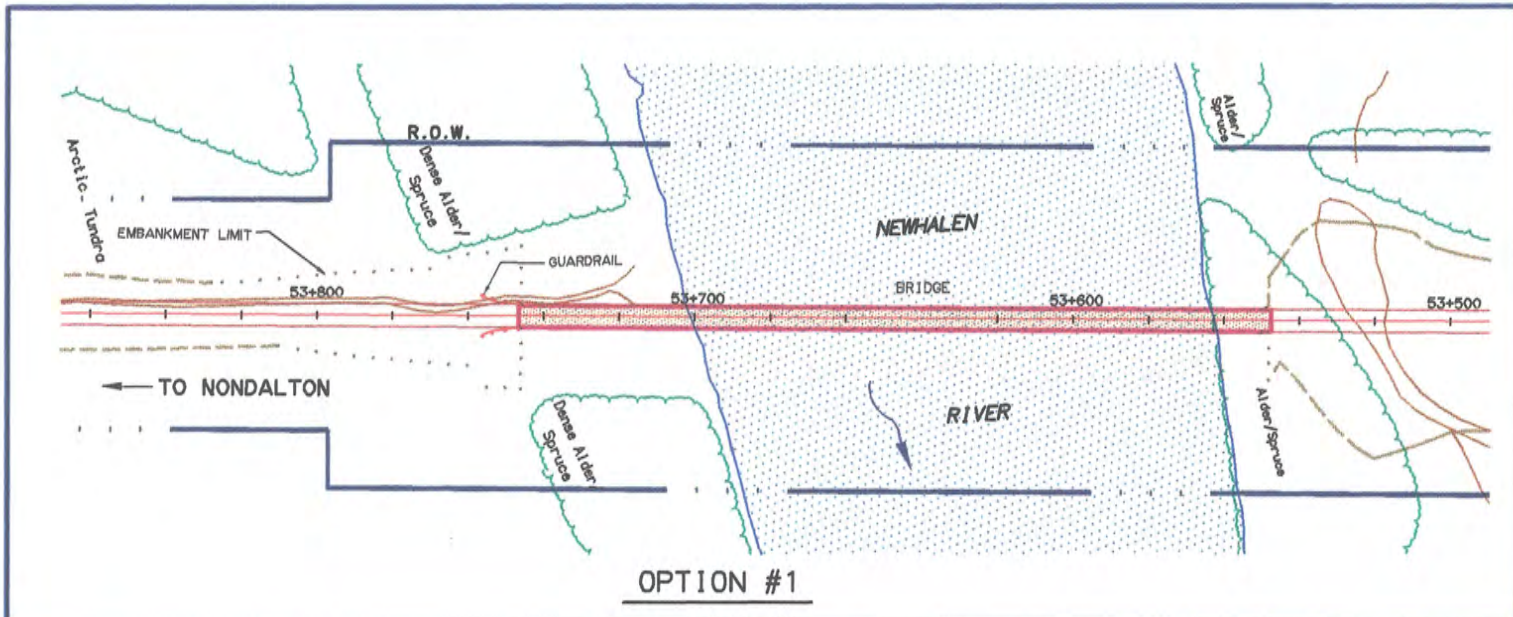 R.O.W.
Alder/
Spruce
Arctic-Tundra
Dense Alder/
Spruce
EMBANKMENT LIMIT
NEWHALEN
GUARDRAIL
53+800
53+700
BRIDGE
53+600
53+500
TO NONDALTON
RIVER
Dense Alder/
Spruce
Alder/Spruce
OPTION #1